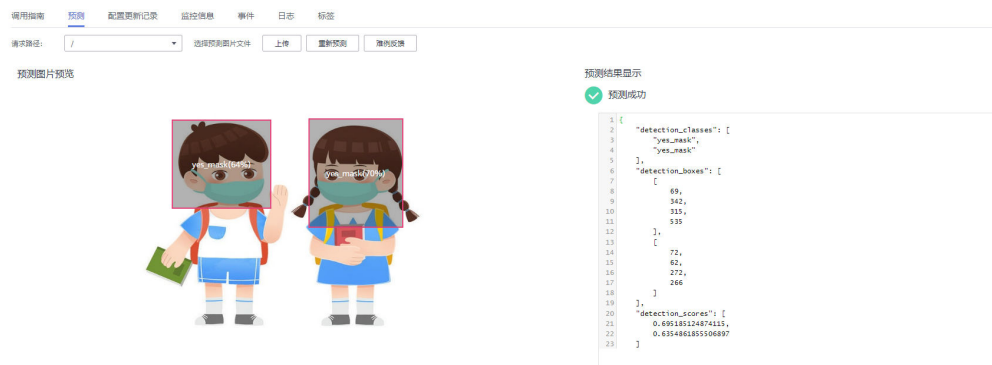 调用指南 预测 配置更新记录 监控信息 事件 日志 标签
请求路径: / 选择预测图片文件 上传 重新预测 难例反馈
预测图片预览
预测结果显示
预测成功
yes_mask(64%)
yes_mask(70%)
1 {
2 "detection_classes": [
3 "yes_mask",
4 "yes_mask"
5 ],
6 "detection_boxes": [
7 [
8 69,
9 342,
10 315,
11 535
12 ],
13 [
14 72,
15 62,
16 272,
17 266
18 ]
19 ],
20 "detection_scores": [
21 0.695185124874115,
22 0.6354861855506897
23 ]